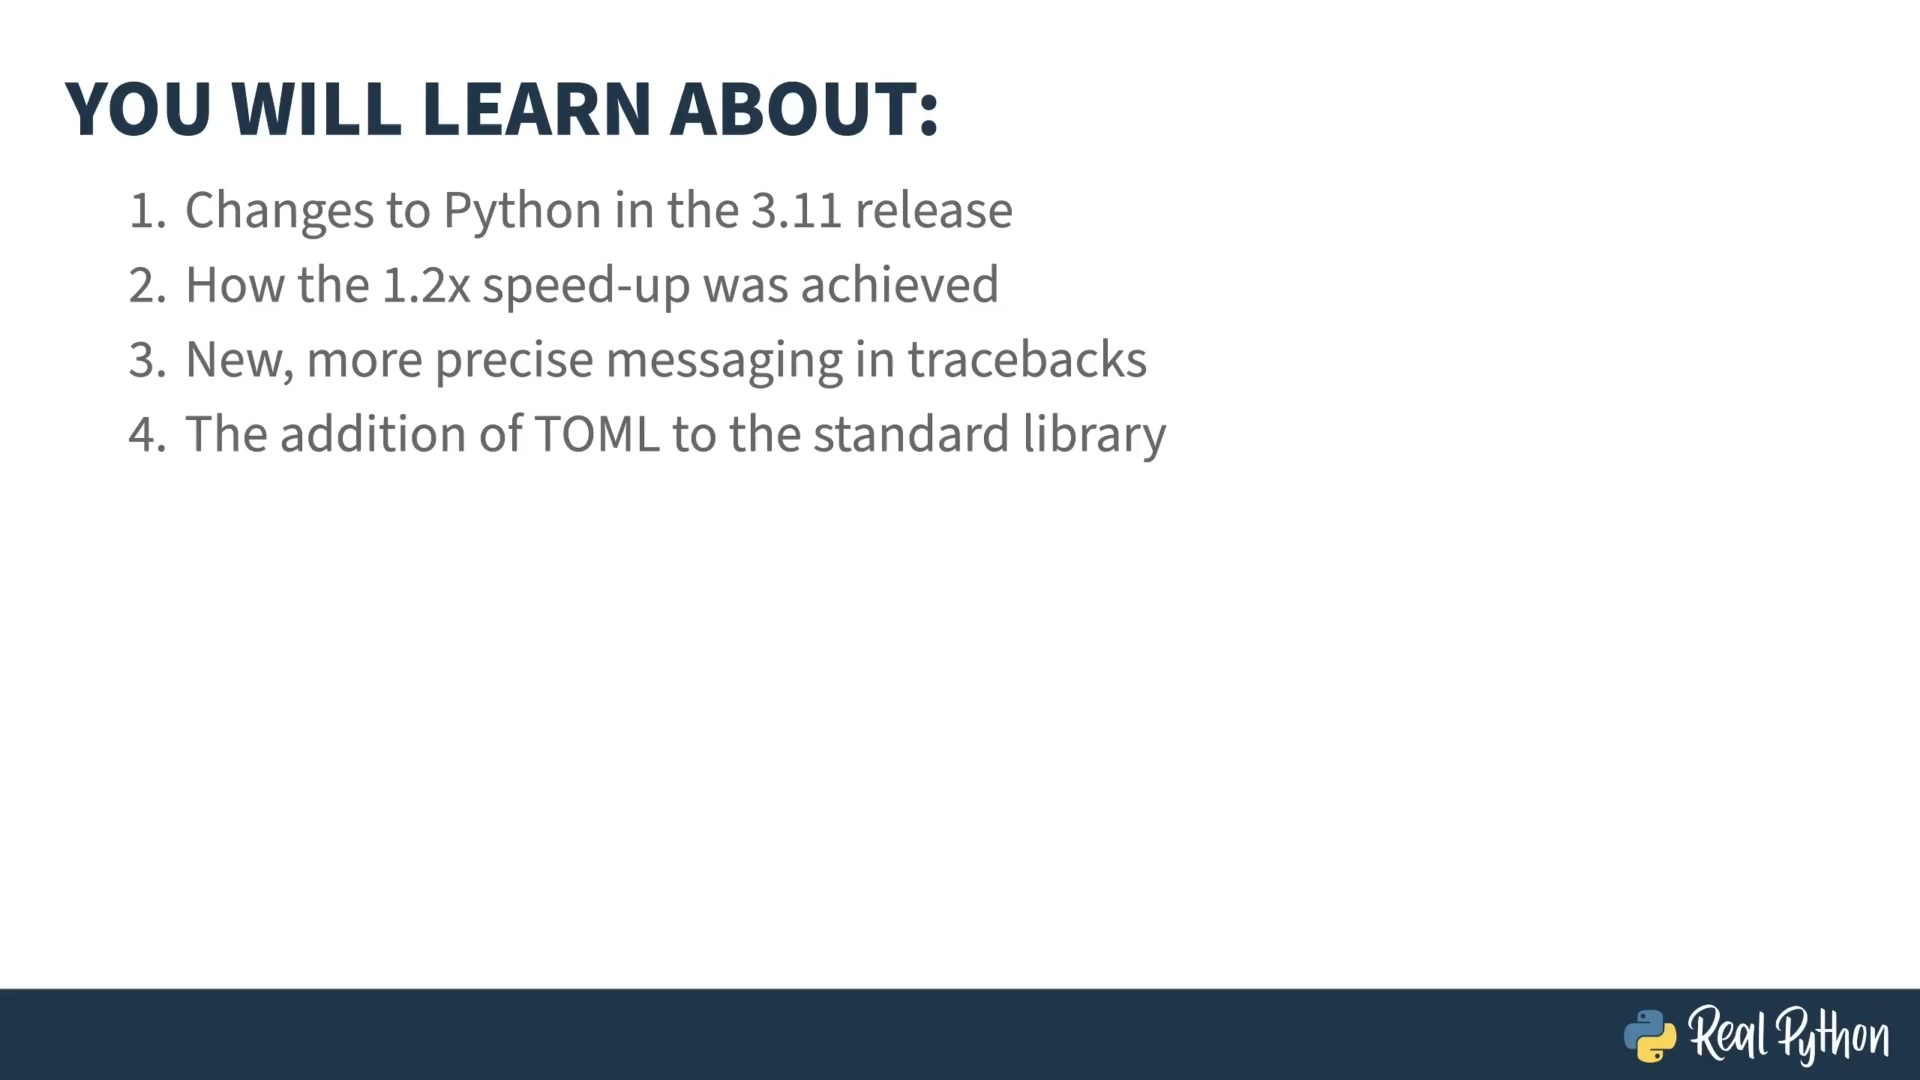 YOU WILL LEARN ABOUT:
1. Changes to Python in the 3.11 release
2. How the 1.2x speed-up was achieved
3. New, more precise messaging in tracebacks
4. The addition of TOML to the standard library
Real Python